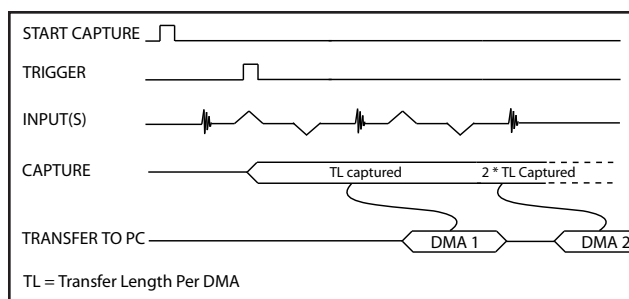 START CAPTURE
TRIGGER
INPUT(S)
CAPTURE
TL captured
2 * TL Captured
TRANSFER TO PC
DMA 1
DMA 2
TL = Transfer Length Per DMA